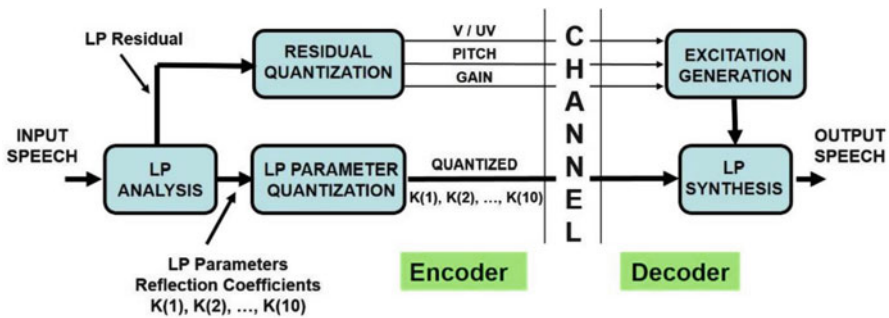 LP Residual
RESIDUAL
QUANTIZATION
V / UV
PITCH
GAIN
CHANNEL
EXCITATION
GENERATION
INPUT
SPEECH
LP
ANALYSIS
LP PARAMETER
QUANTIZATION
QUANTIZED
K(1), K(2), ..., K(10)
LP
SYNTHESIS
OUTPUT
SPEECH
LP Parameters
Reflection Coefficients
K(1), K(2), ..., K(10)
Encoder
Decoder